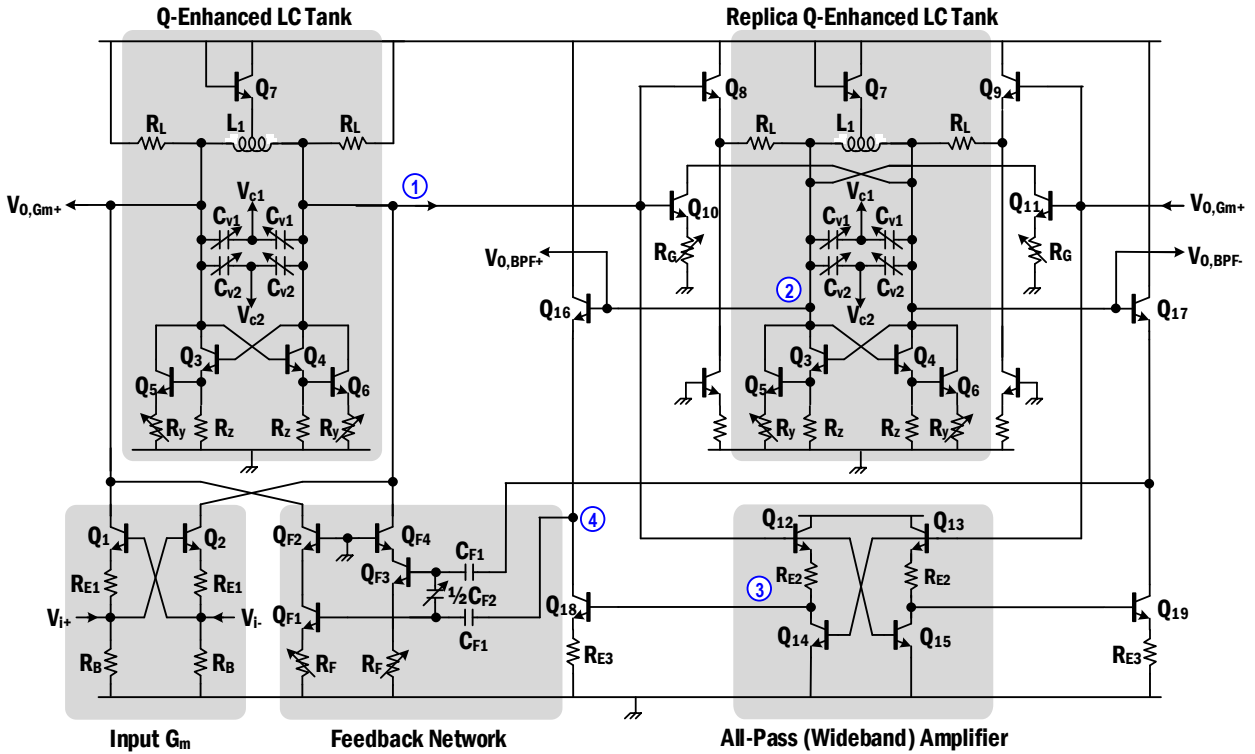 Q-Enhanced LC Tank
Replica Q-Enhanced LC Tank
Q7
Q8
Q7
Q9
RL
L1
RL
RL
L1
RL
1
VO,Gm+
Vc1
Cv1
Cv1
Cv2
Cv2
Vc2
Q10
RG
Vc1
Cv1
Cv1
Cv2
Cv2
Vc2
Q11
RG
VO,Gm+
VO,BPF+
VO,BPF-
2
Q16
Q17
Q3
Q4
Q5
Q6
Ry
Rz
Rz
Ry
Q3
Q4
Q5
Q6
Ry
Rz
Rz
Ry
Q1
Q2
RE1
RE1
Vi+
Vi-
RB
RB
QF2
QF4
QF3
CF1
½CF2
QF1
CF1
RF
RF
4
Q18
RE3
Q12
Q13
RE2
RE2
3
Q14
Q15
Q19
RE3
Input Gm
Feedback Network
All-Pass (Wideband) Amplifier